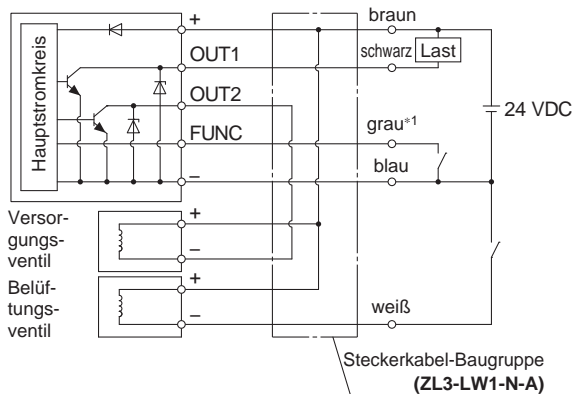 Hauptstromkreis
+
OUT1
OUT2
FUNC
–
braun
schwarz
Last
24 VDC
grau*1
blau
Versor-
gungs-
ventil
+
–
Belüf-
tungs-
ventil
+
–
weiß
Steckerkabel-Baugruppe
(ZL3-LW1-N-A)